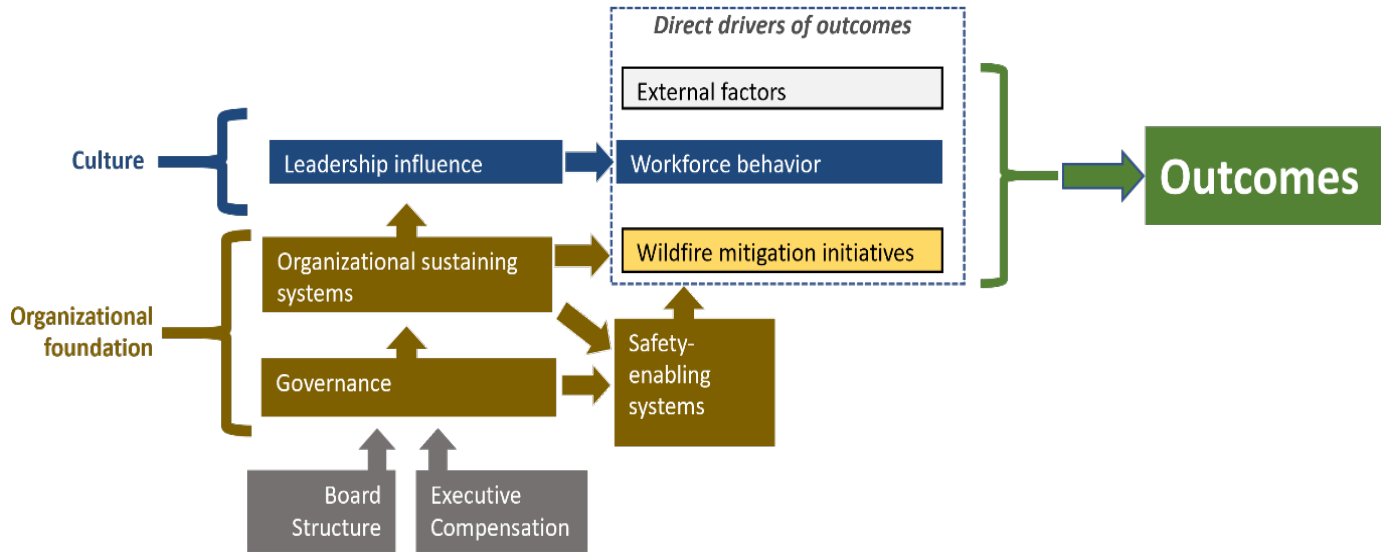 Direct drivers of outcomes
External factors
Culture
Leadership influence
Workforce behavior
Outcomes
Organizational sustaining
systems
Wildfire mitigation initiatives
Organizational
foundation
Governance
Safety-
enabling
systems
Board
Structure
Executive
Compensation